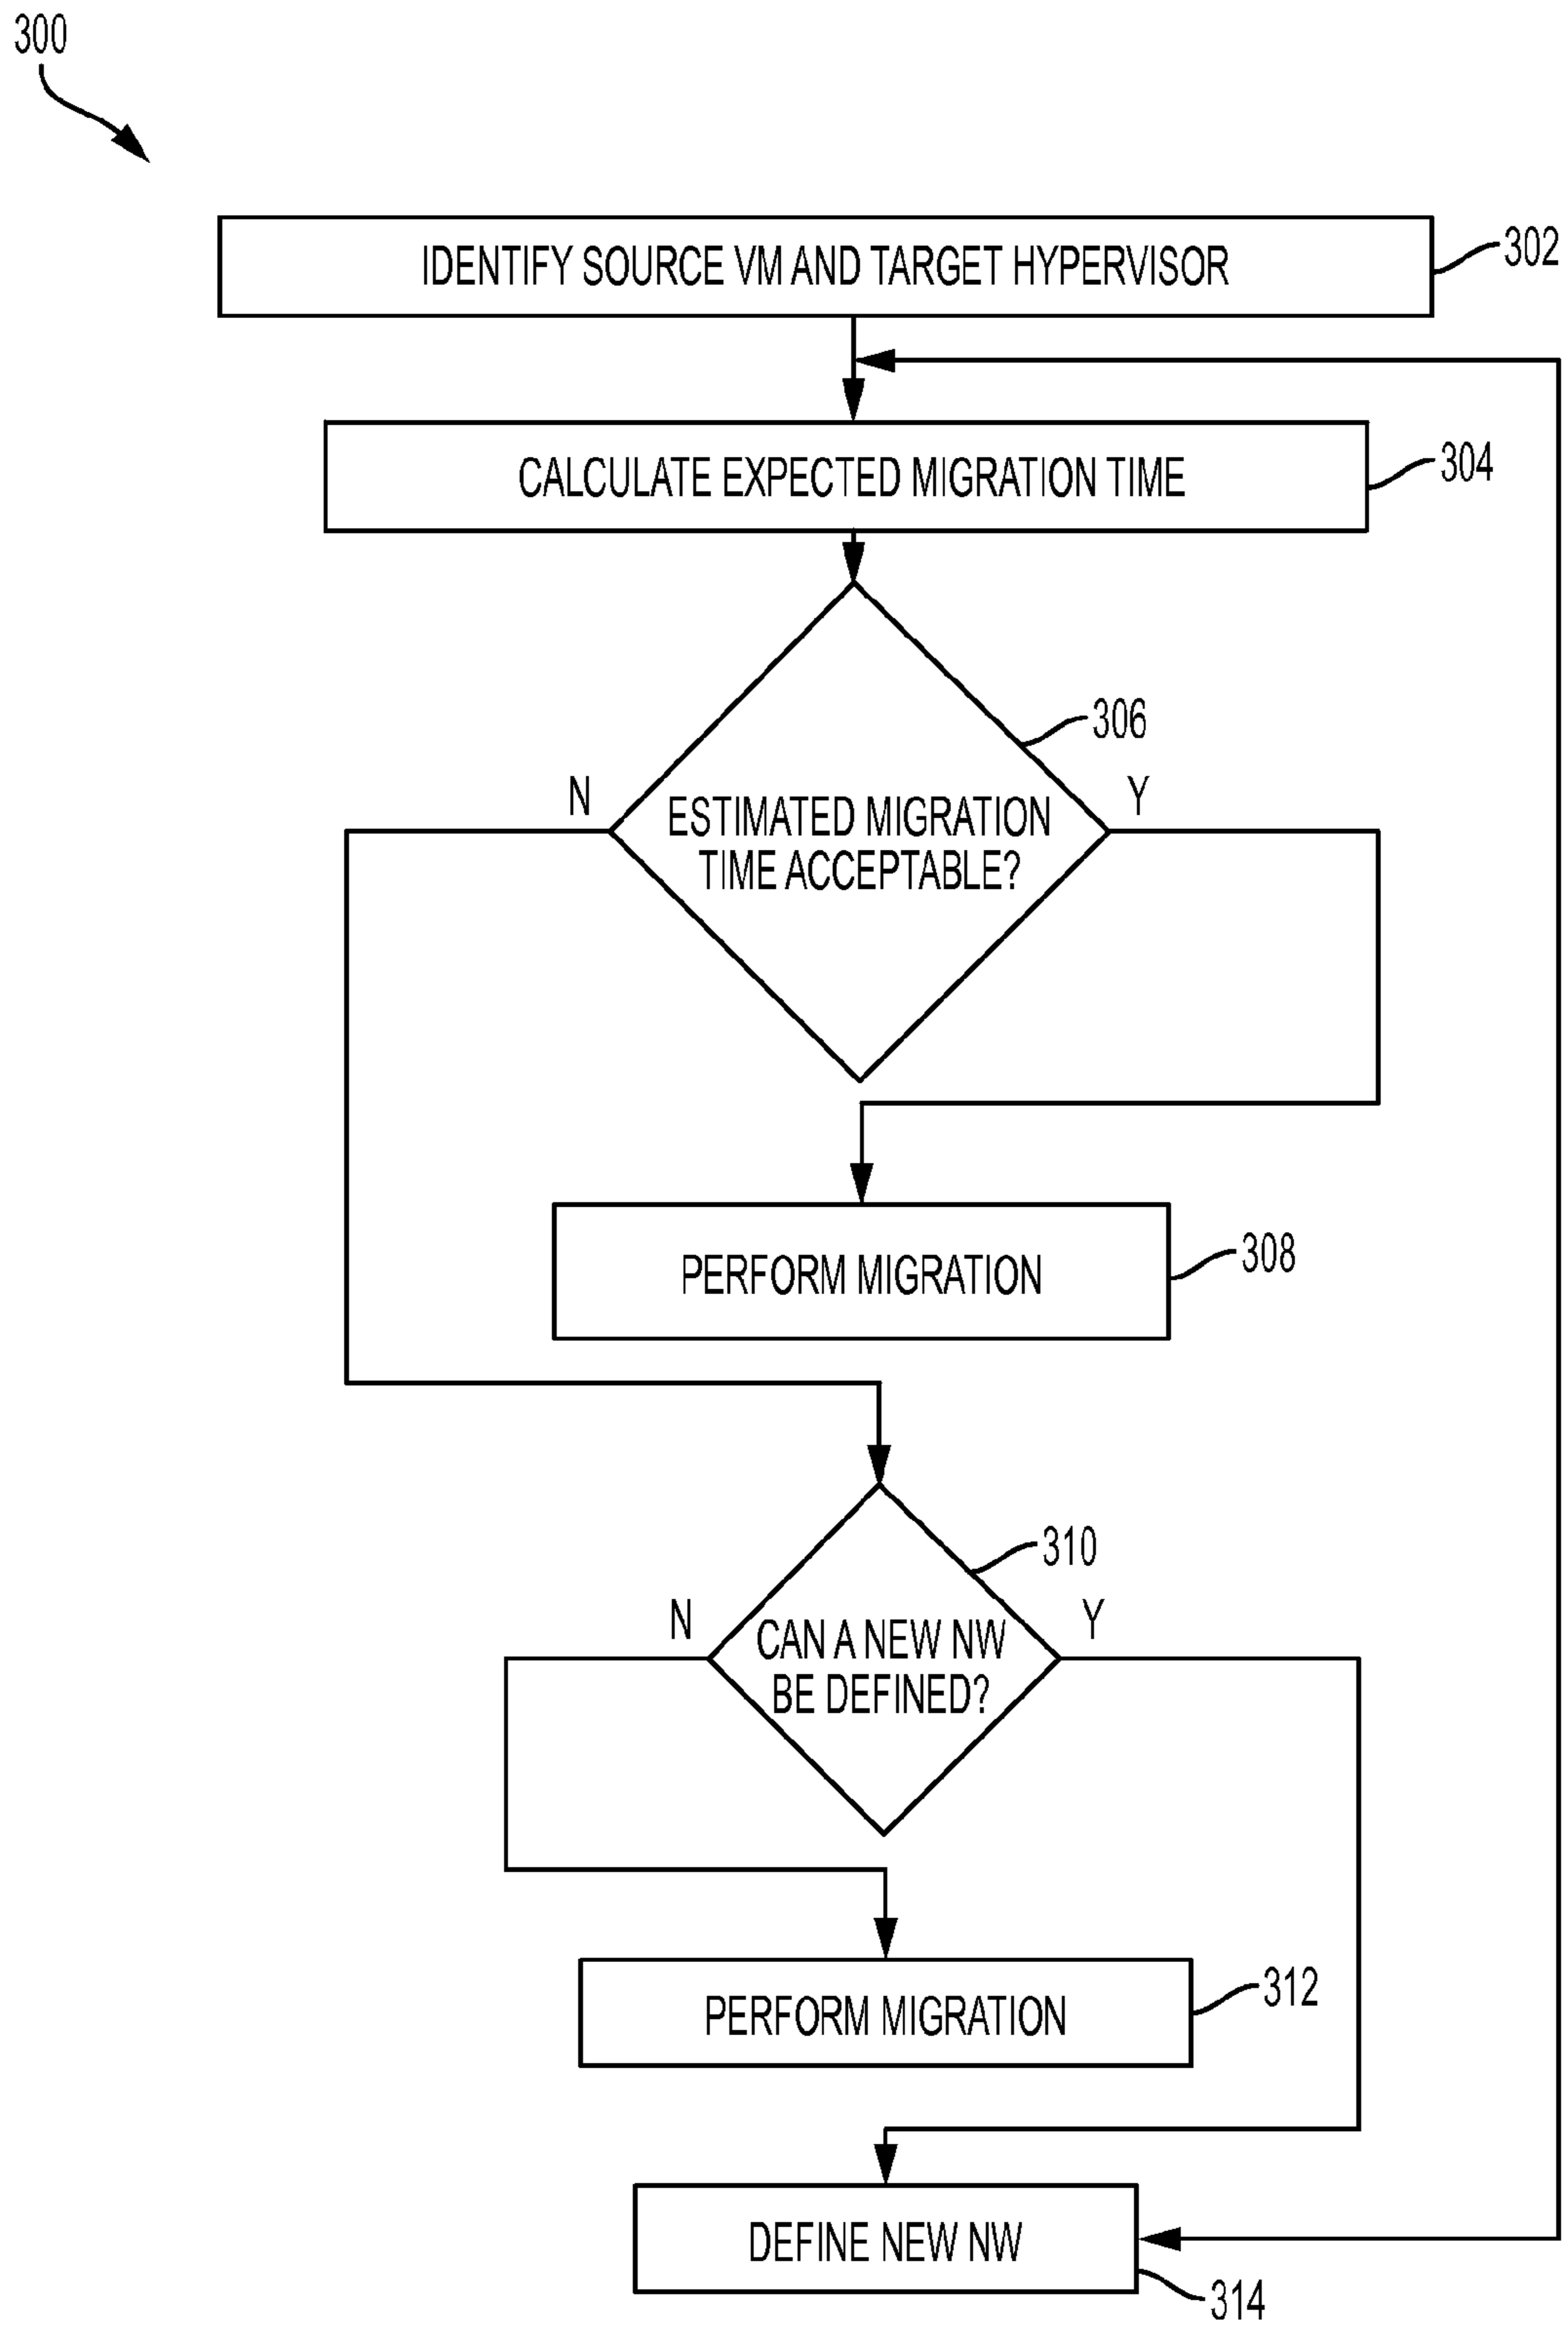 300
IDENTIFY SOURCE VM AND TARGET HYPERVISOR
302
CALCULATE EXPECTED MIGRATION TIME
304
306
N
Y
ESTIMATED MIGRATION
TIME ACCEPTABLE?
PERFORM MIGRATION
308
310
N
Y
CAN A NEW NW
BE DEFINED?
PERFORM MIGRATION
312
DEFINE NEW NW
314